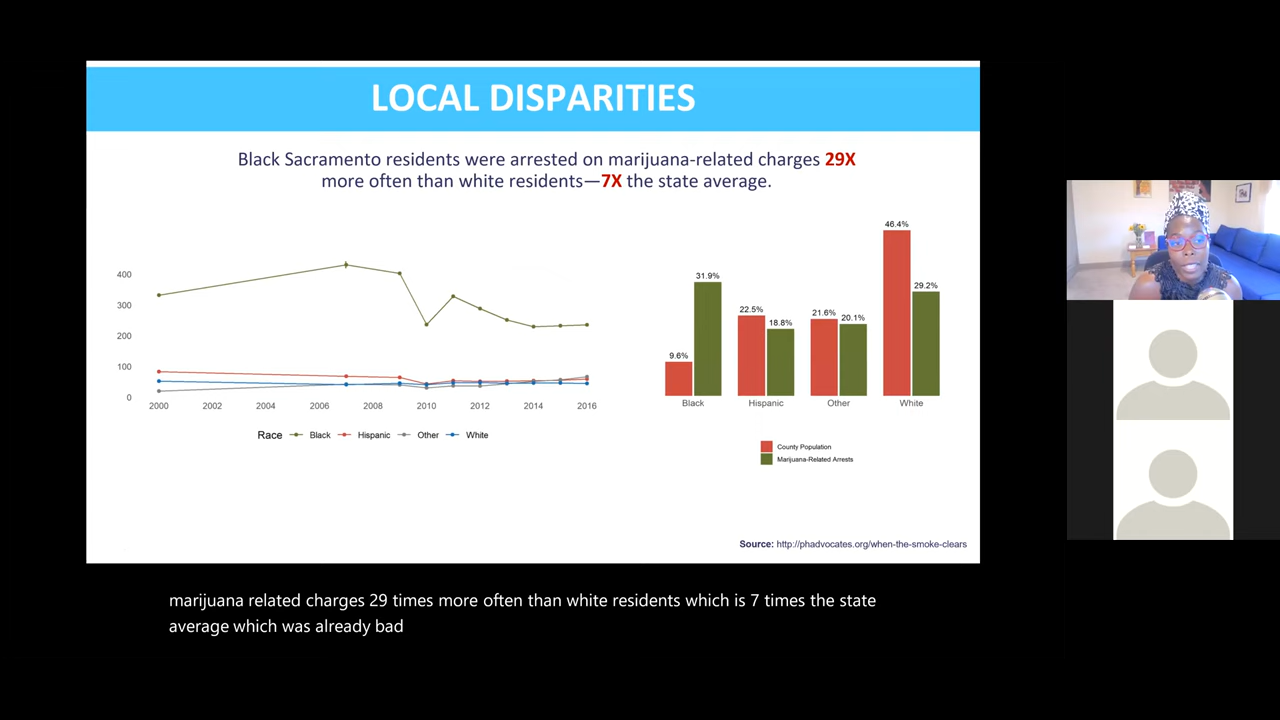 LOCAL DISPARITIES
Black Sacramento residents were arrested on marijuana-related charges 29X
more often than white residents—7X the state average.
400
300
200
100
0
2000 2002 2004 2006 2008 2010 2012 2014 2016
Race Black Hispanic Other White
46.4%
31.9%
29.2%
22.5%
21.6%
20.1%
18.8%
9.6%
Black Hispanic Other White
County Population
Marijuana-Related Arrests
Source: http://phadvocates.org/when-the-smoke-clears
marijuana related charges 29 times more often than white residents which is 7 times the state
average which was already bad